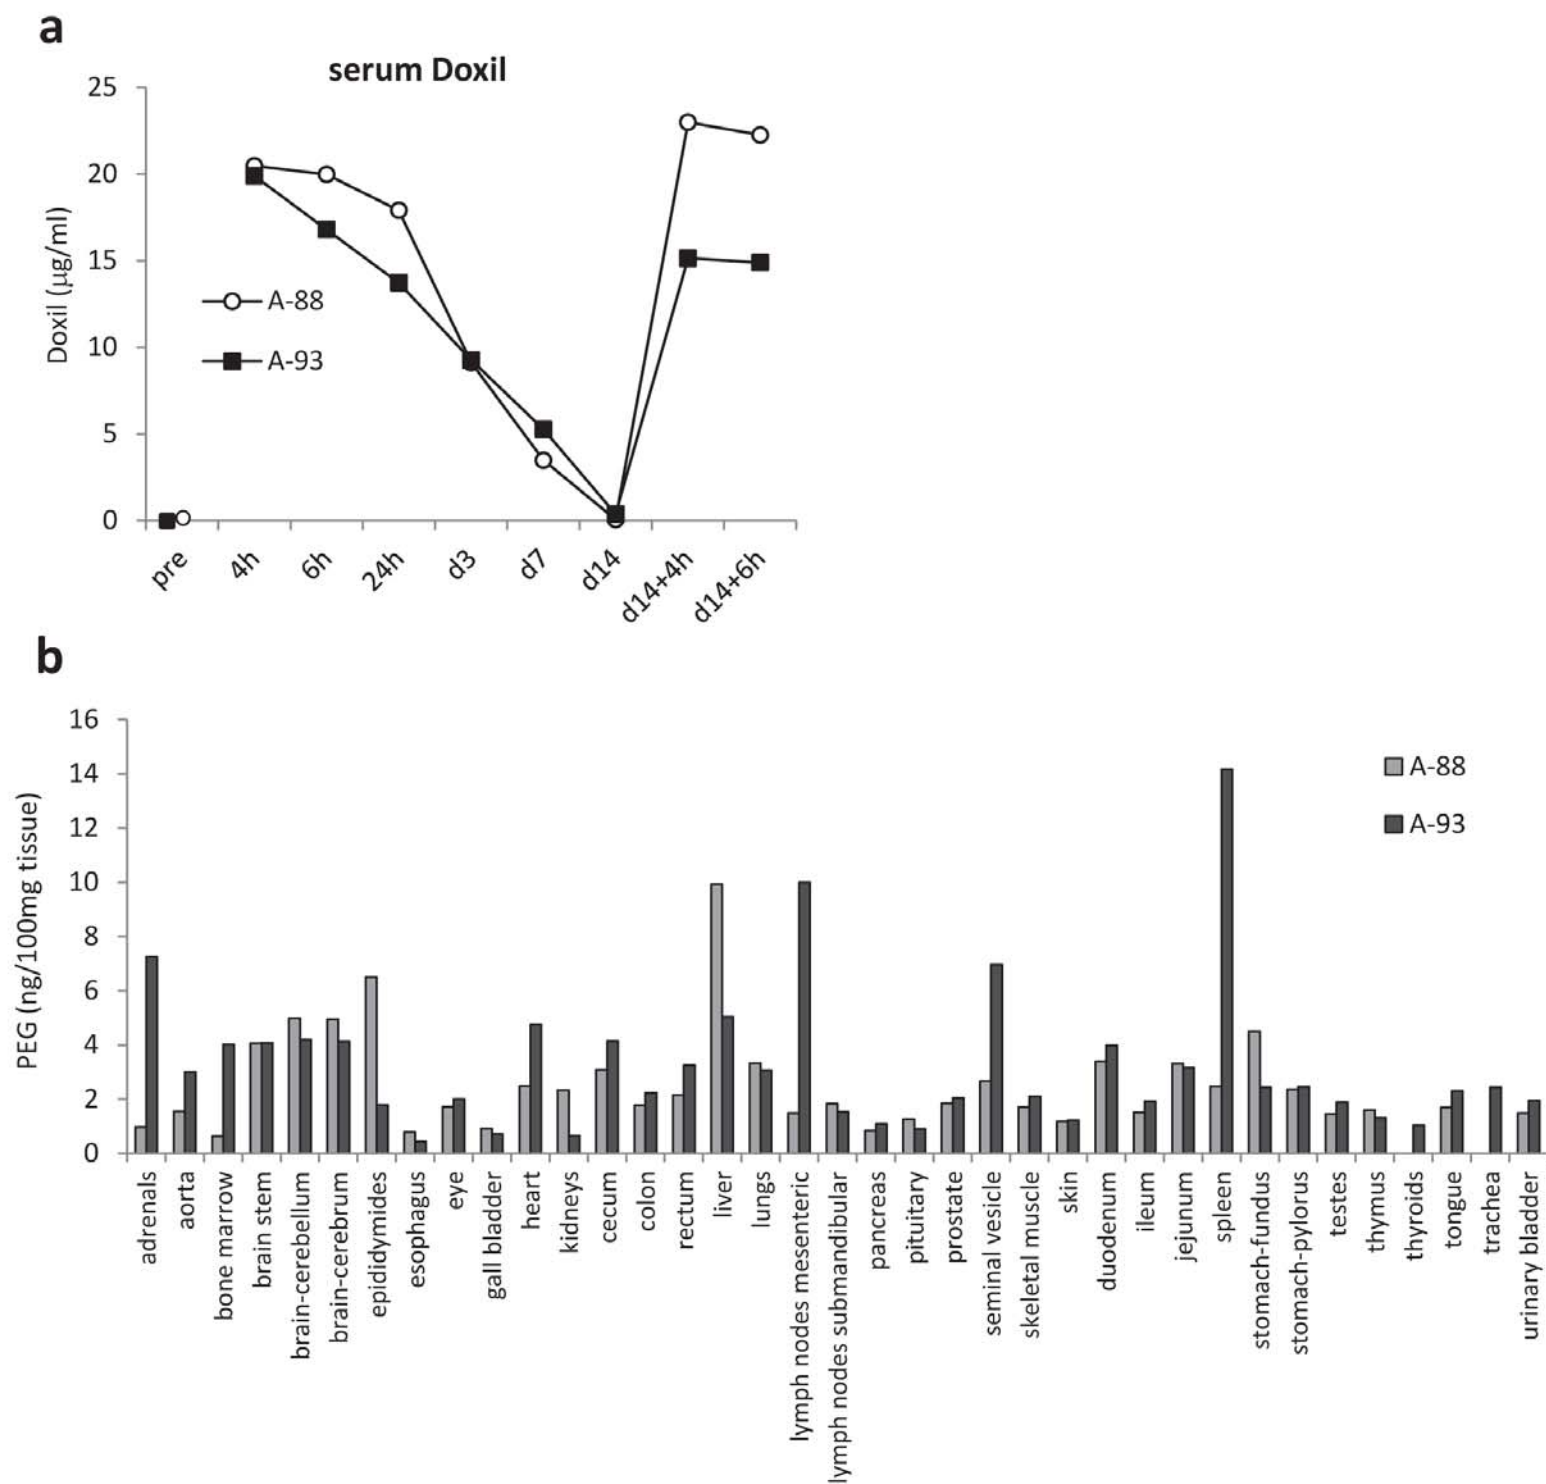 a
serum Doxil
25
20
15
10
5
0
Doxil (µg/ml)
A-88
A-93
pre
4h
6h
24h
d3
d7
d14
d14+4h
d14+6h
b
16
14
12
10
8
6
4
2
0
PEG (ng/100mg tissue)
A-88
A-93
adrenals
aorta
bone marrow
brain stem
brain-cerebellum
brain-cerebrum
epididymides
esophagus
eye
gall bladder
heart
kidneys
cecum
colon
rectum
liver
lungs
lymph nodes mesenteric
lymph nodes submandibular
pancreas
pituitary
prostate
seminal vesicle
skeletal muscle
skin
duodenum
ileum
jejunum
spleen
stomach-fundus
stomach-pylorus
testes
thymus
thyroids
tongue
trachea
urinary bladder